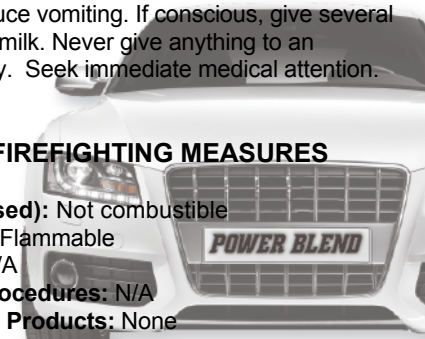 uce vomiting. If conscious, give several
milk. Never give anything to an
y. Seek immediate medical attention.
FIREFIGHTING MEASURES
sed): Not combustible
Flammable
/A
ocedures: N/A
Products: None
POWER BLEND